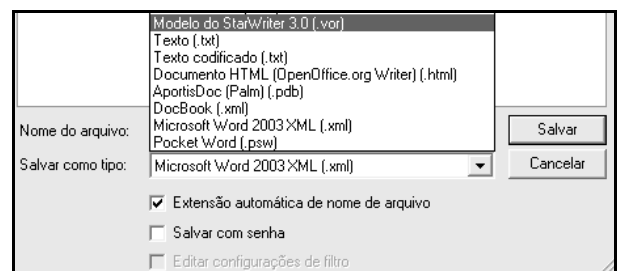 Modelo do StarWriter 3.0 (.vor)
Texto (.txt)
Texto codificado (.txt)
Documento HTML (OpenOffice.org Writer) (.html)
AportisDoc (Palm) (.pdb)
DocBook (.xml)
Microsoft Word 2003 XML (.xml)
Pocket Word (.psw)
Nome do arquivo:
Salvar
Salvar como tipo:
Microsoft Word 2003 XML (.xml)
Cancelar
Extensão automática de nome de arquivo
Salvar com senha
Editar configurações de filtro